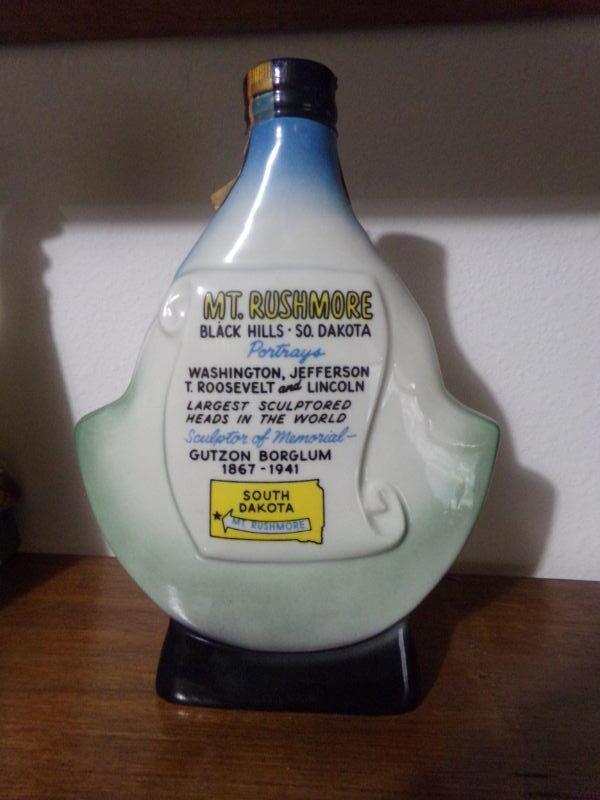 MT. RUSHMORE
BLACK HILLS · SO. DAKOTA
Portrays
WASHINGTON, JEFFERSON
T. ROOSEVELT and LINCOLN
LARGEST SCULPTORED
HEADS IN THE WORLD
Sculptor of Memorial-
GUTZON BORGLUM
1867-1941
SOUTH
DAKOTA
MT. RUSHMORE